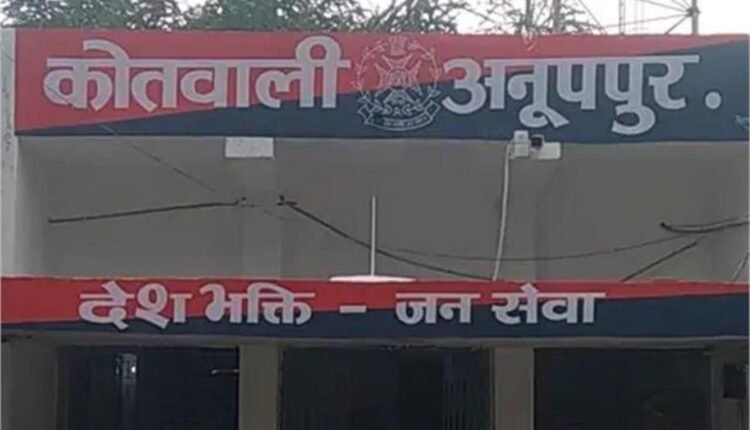 कोतवाली अनूपपुर.
देश भक्ति - जन सेवा